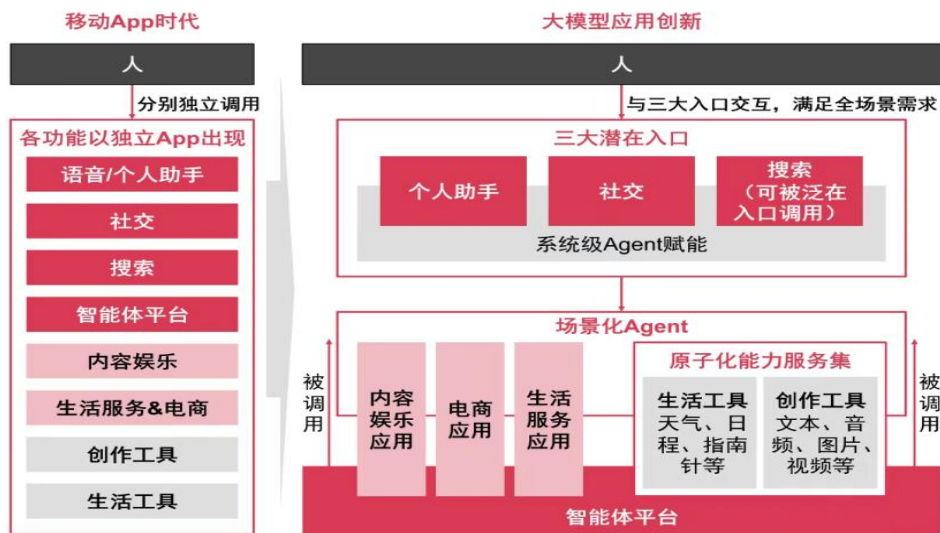 移动App时代
人
分别独立调用
各功能以独立App出现
语音/个人助手
社交
搜索
智能体平台
内容娱乐
生活服务&电商
创作工具
生活工具
大模型应用创新
人
与三大入口交互，满足全场景需求
三大潜在入口
个人助手
社交
搜索
（可被泛在
入口调用）
系统级Agent赋能
场景化Agent
被
调
用
内容
娱乐
应用
电商
应用
生活
服务
应用
原子化能力服务集
生活工具
天气、日
程、指南
针等
创作工具
文本、音
频、图片、
视频等
被
调
用
智能体平台